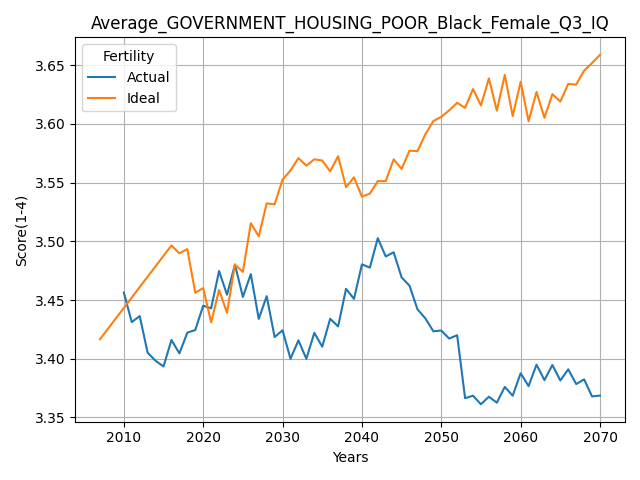 Average_GOVERNMENT_HOUSING_POOR_Black_Female_Q3_IQ
Fertility
Actual
Ideal
3.65
3.60
3.55
3.50
3.45
3.40
3.35
Score(1-4)
2010 2020 2030 2040 2050 2060 2070
Years